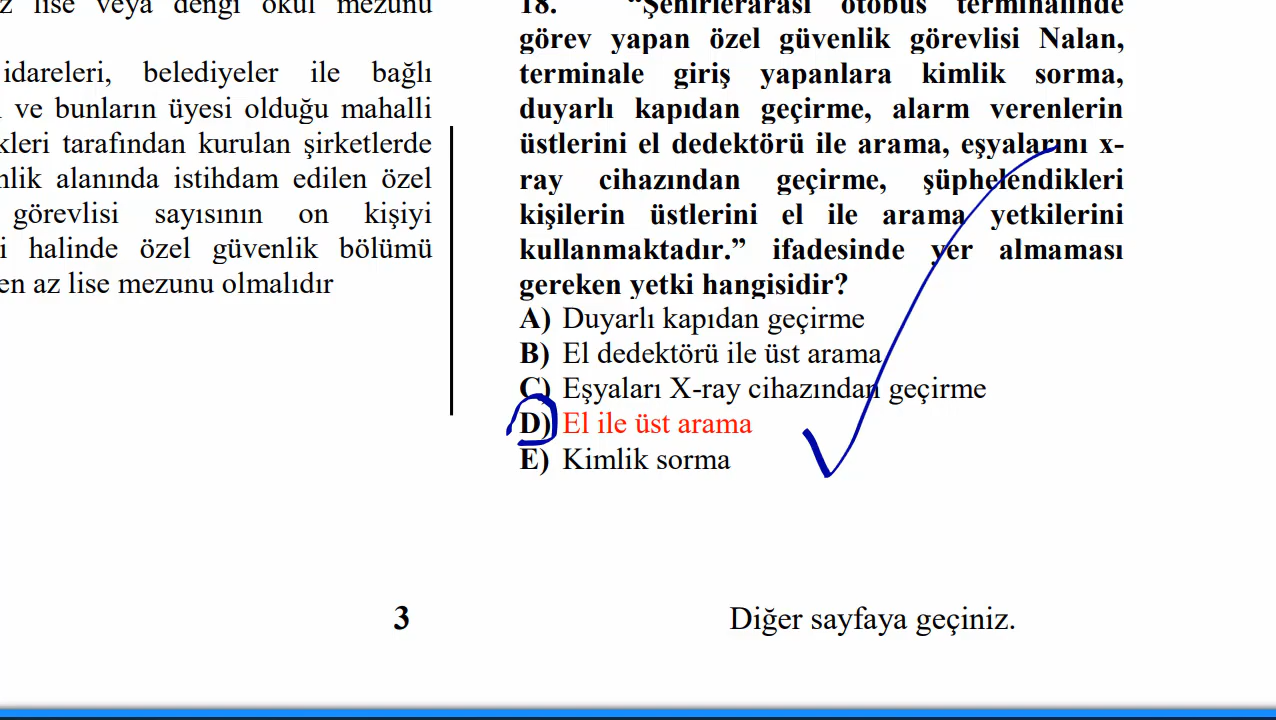 z lise veya dengi okul mezunu
idareleri, belediyeler ile bağlı
ve bunların üyesi olduğu mahalli
kleri tarafından kurulan şirketlerde
nlik alanında istihdam edilen özel
görevlisi sayısının on kişiyi
i halinde özel güvenlik bölümü
en az lise mezunu olmalıdır
18. “Şehirlerarası otobüs terminalinde
görev yapan özel güvenlik görevlisi Nalan,
terminale giriş yapanlara kimlik sorma,
duyarlı kapıdan geçirme, alarm verenlerin
üstlerini el dedektörü ile arama, eşyalarını x-
ray cihazından geçirme, şüphelendikleri
kişilerin üstlerini el ile arama yetkilerini
kullanmaktadır.” ifadesinde yer almaması
gereken yetki hangisidir?
A) Duyarlı kapıdan geçirme
B) El dedektörü ile üst arama
C) Eşyaları X-ray cihazından geçirme
D) El ile üst arama
E) Kimlik sorma
3
Diğer sayfaya geçiniz.